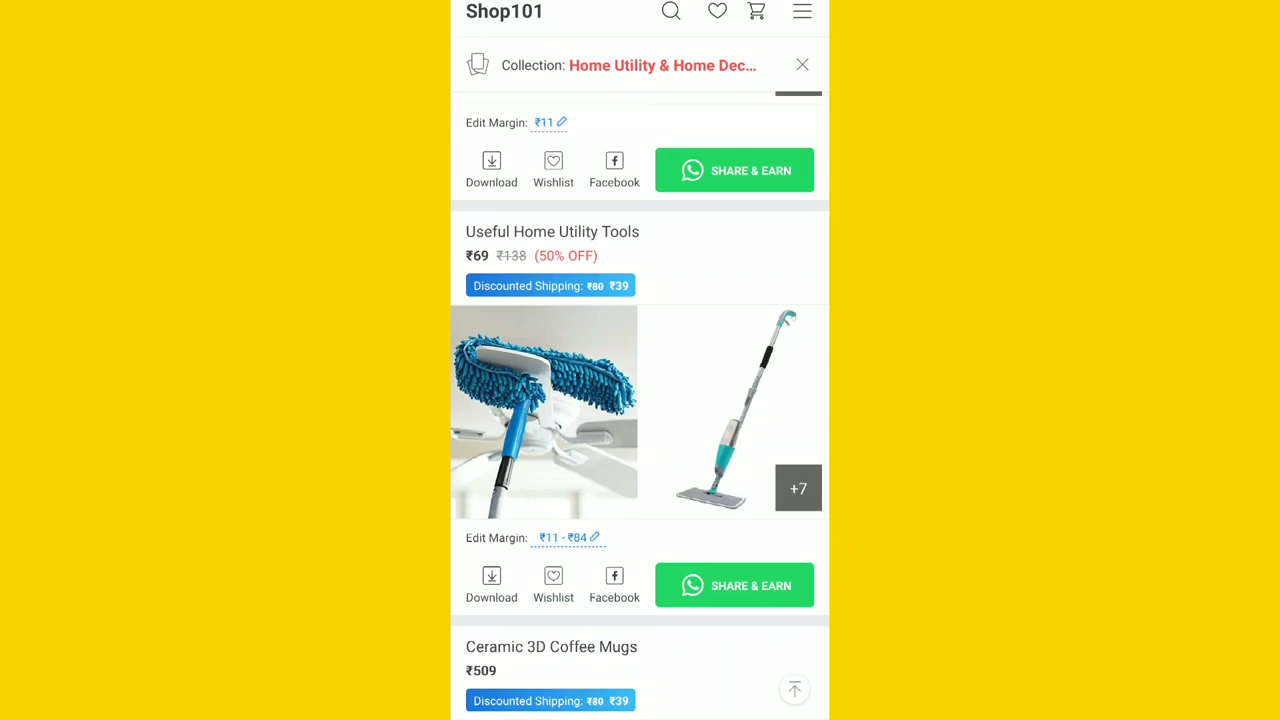 Shop101
Collection: Home Utility & Home Dec...
Edit Margin: ₹11
Download Wishlist Facebook SHARE & EARN
Useful Home Utility Tools
₹69 ₹138 (50% OFF)
Discounted Shipping: ₹80 ₹39
+7
Edit Margin: ₹11 - ₹84
Download Wishlist Facebook SHARE & EARN
Ceramic 3D Coffee Mugs
₹509
Discounted Shipping: ₹80 ₹39